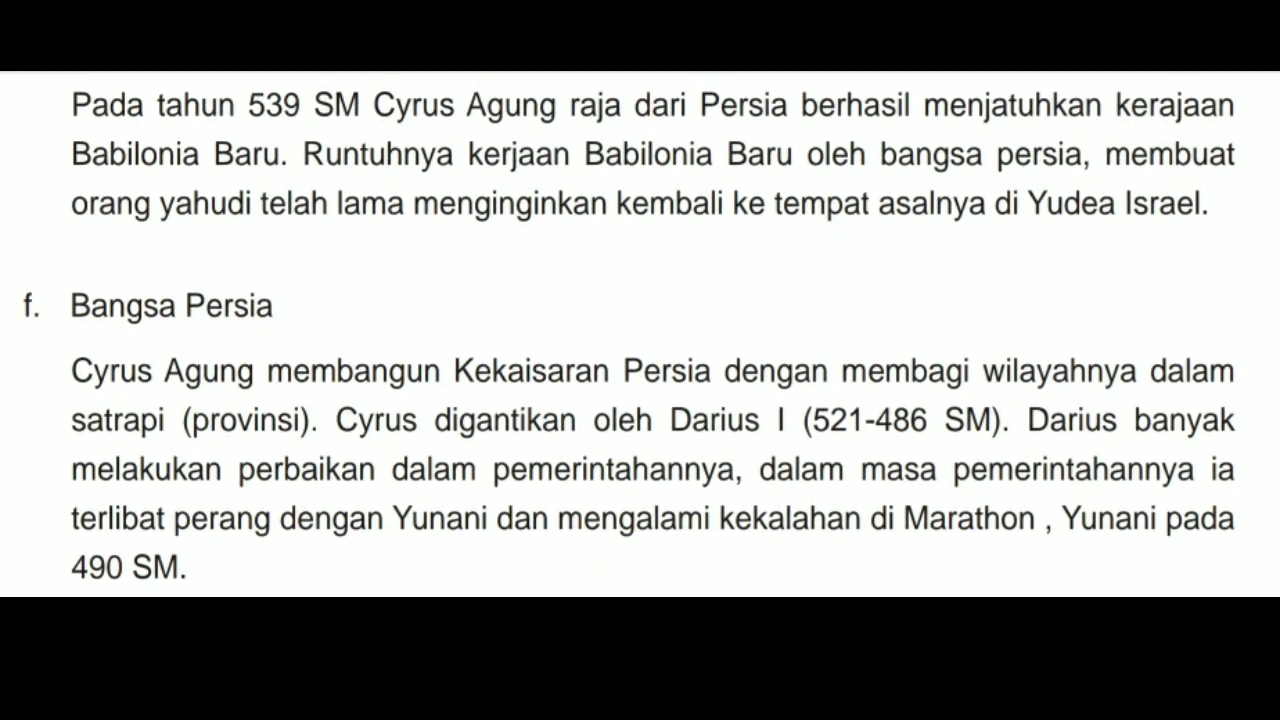 Pada tahun 539 SM Cyrus Agung raja dari Persia berhasil menjatuhkan kerajaan
Babilonia Baru. Runtuhnya kerjaan Babilonia Baru oleh bangsa persia, membuat
orang yahudi telah lama menginginkan kembali ke tempat asalnya di Yudea Israel.
f. Bangsa Persia
Cyrus Agung membangun Kekaisaran Persia dengan membagi wilayahnya dalam
satrapi (provinsi). Cyrus digantikan oleh Darius I (521-486 SM). Darius banyak
melakukan perbaikan dalam pemerintahannya, dalam masa pemerintahannya ia
terlibat perang dengan Yunani dan mengalami kekalahan di Marathon , Yunani pada
490 SM.